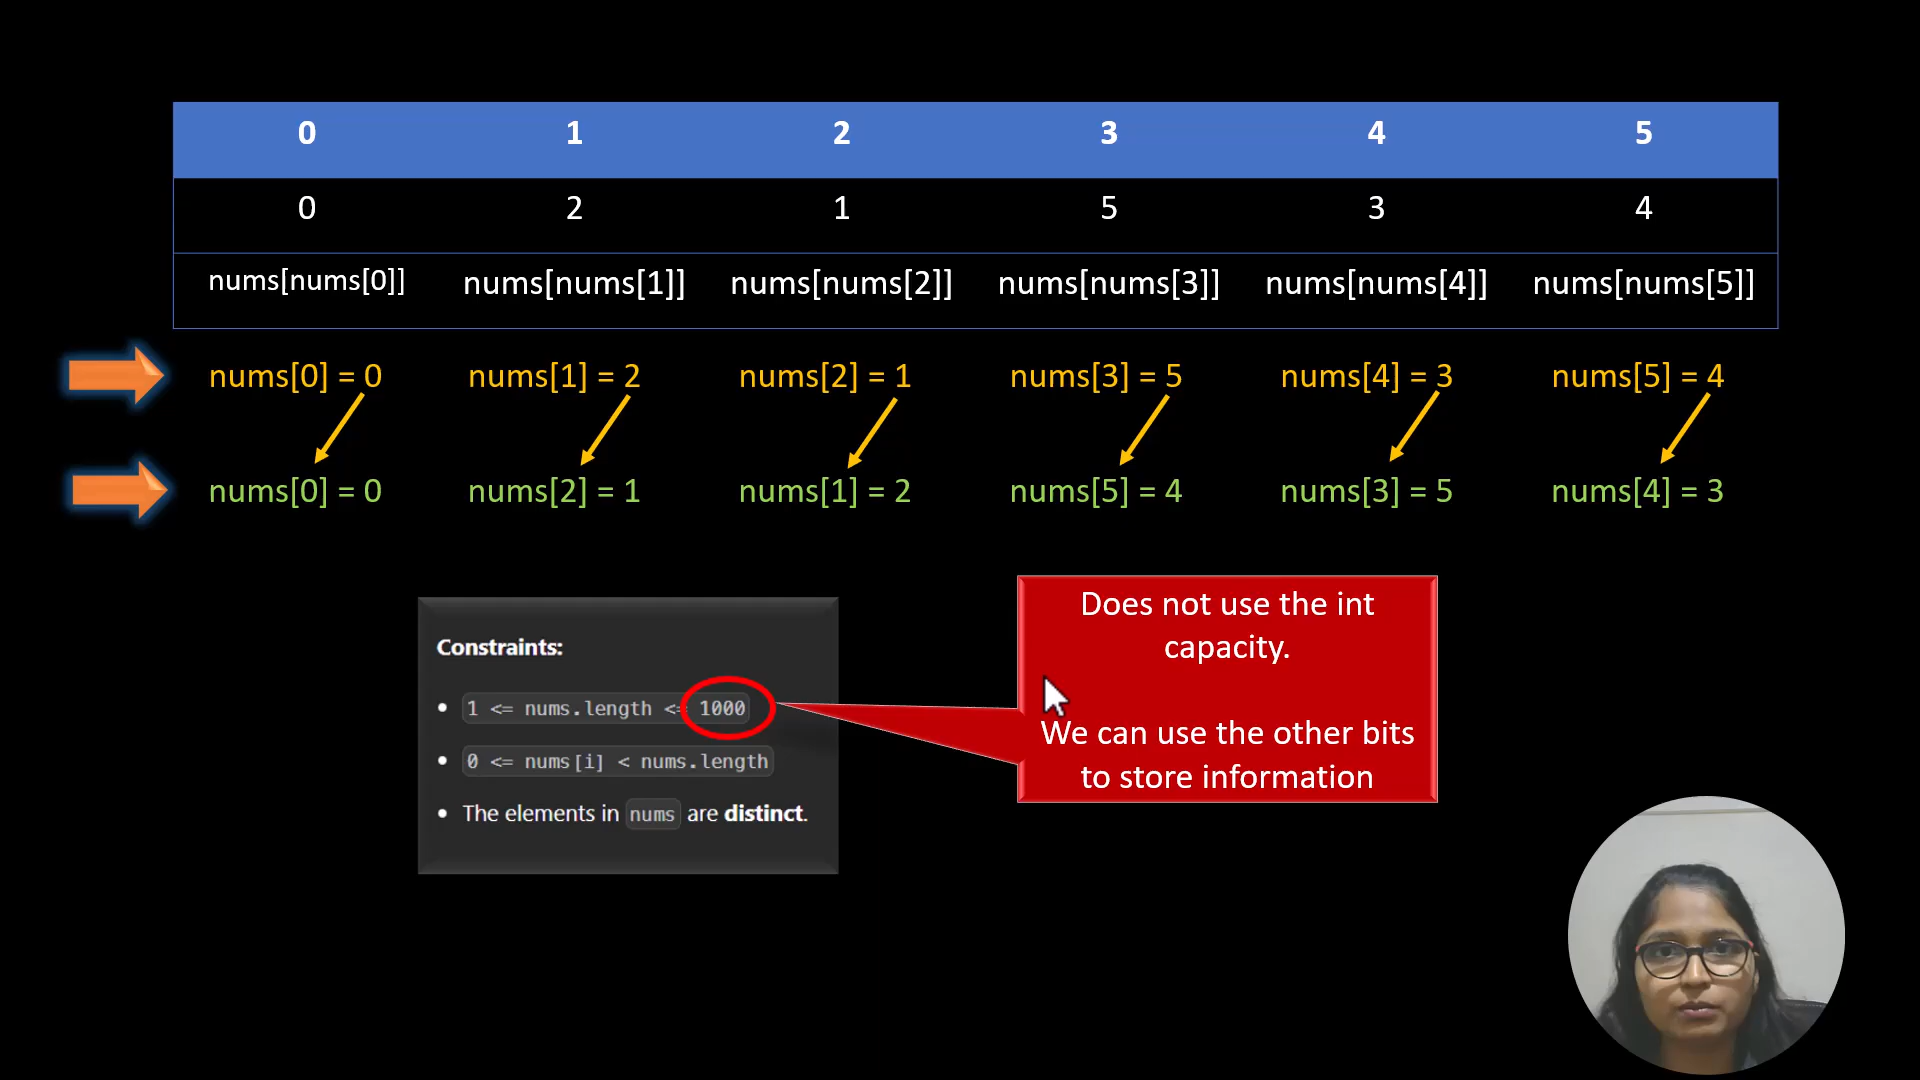 0 1 2 3 4 5
0 2 1 5 3 4
nums[nums[0]] nums[nums[1]] nums[nums[2]] nums[nums[3]] nums[nums[4]] nums[nums[5]]
nums[0] = 0 nums[1] = 2 nums[2] = 1 nums[3] = 5 nums[4] = 3 nums[5] = 4
nums[0] = 0 nums[2] = 1 nums[1] = 2 nums[5] = 4 nums[3] = 5 nums[4] = 3
Constraints:
• 1 <= nums.length <= 1000
• 0 <= nums[i] < nums.length
• The elements in nums are distinct.
Does not use the int
capacity.
We can use the other bits
to store information